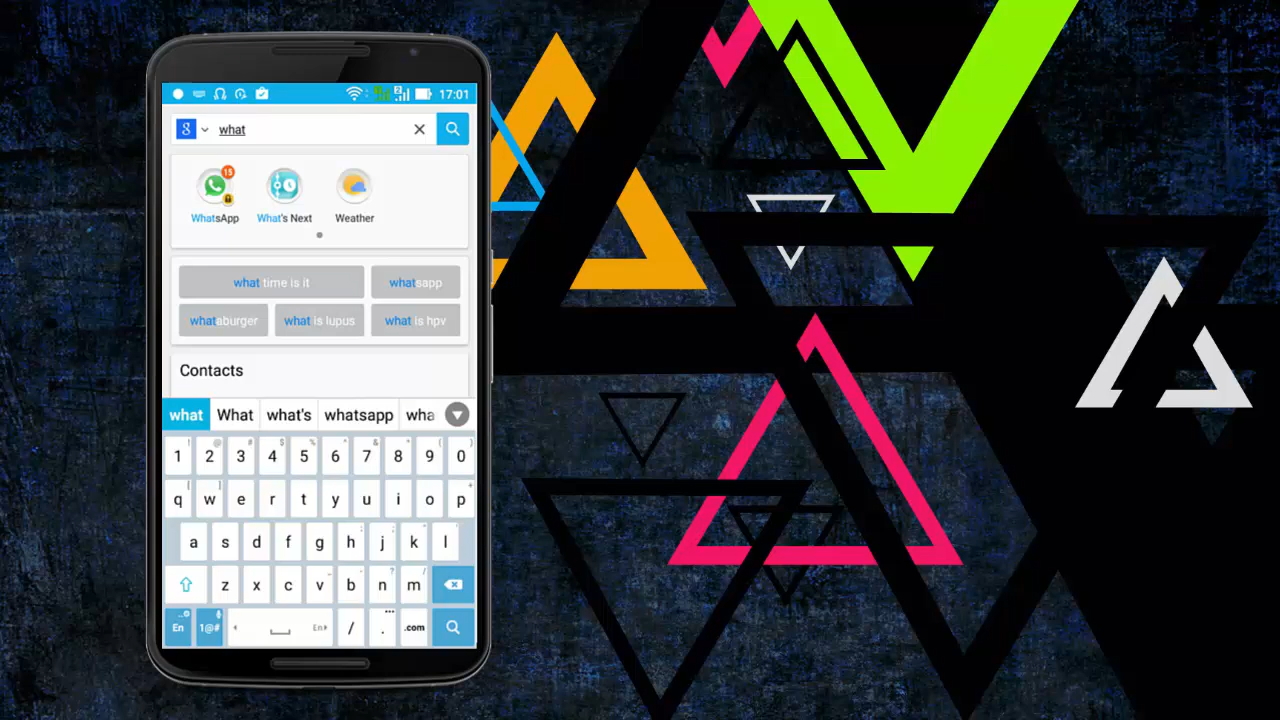 17:01
8 what
15
WhatsApp What's Next Weather
what time is it whatsapp
whataburger what is lupus what is hpv
Contacts
what What what's whatsapp wha
1 2 3 4 5 6 7 8 9 0
q w e r t y u i o p
a s d f g h j k l
z x c v b n m
En 1@# En / . .com